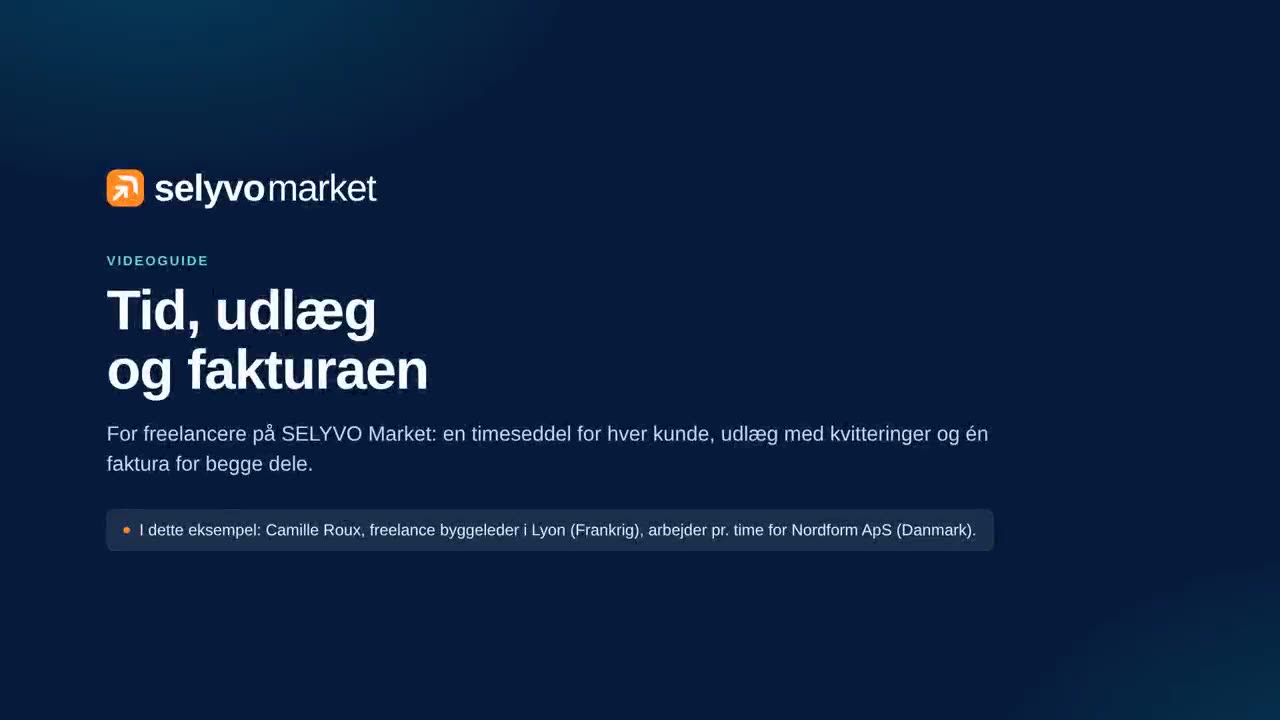 selyvomarket
VIDEOGUIDE
Tid, udlæg
og fakturaen
For freelancere på SELYVO Market: en timeseddel for hver kunde, udlæg med kvitteringer og én
faktura for begge dele.
I dette eksempel: Camille Roux, freelance byggeleder i Lyon (Frankrig), arbejder pr. time for Nordform ApS (Danmark).